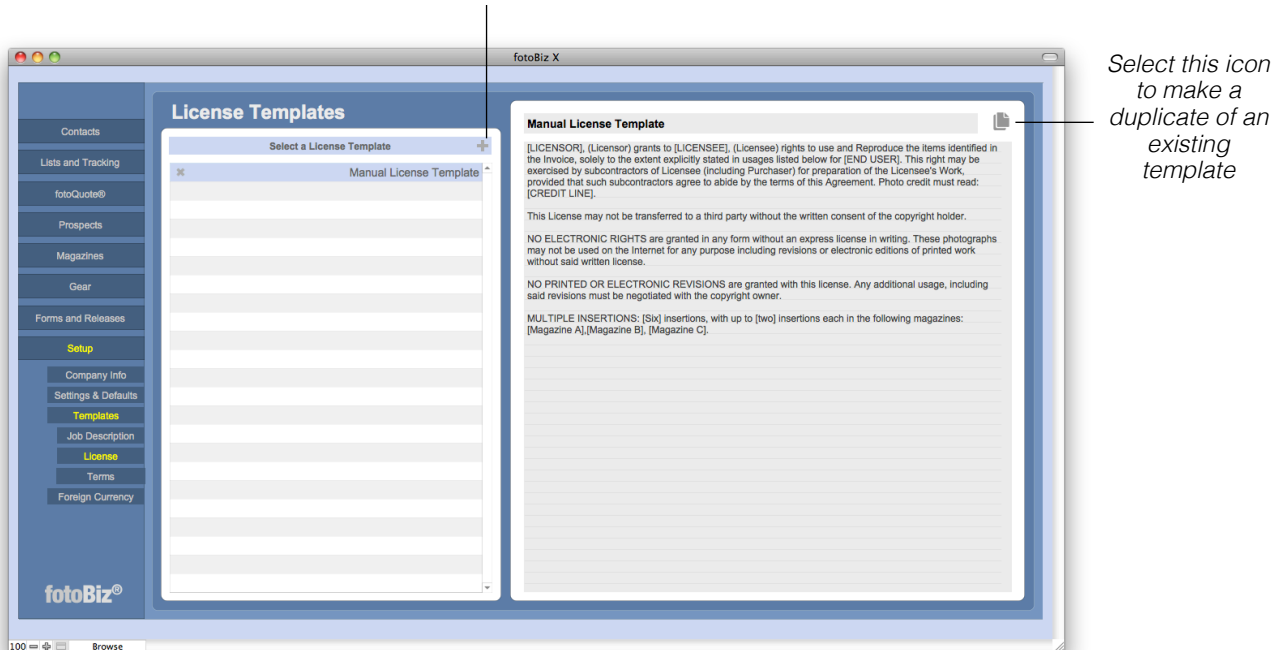 fotoBiz X
Select this icon
to make a
duplicate of an
existing
template
License Templates
Contacts
Lists and Tracking
fotoQuote®
Prospects
Magazines
Gear
Forms and Releases
Setup
Company Info
Settings & Defaults
Templates
Job Description
License
Terms
Foreign Currency
fotoBiz®
Select a License Template
Manual License Template
Manual License Template
[LICENSOR], (Licensor) grants to [LICENSEE], (Licensee) rights to use and Reproduce the items identified in
the Invoice, solely to the extent explicitly stated in usages listed below for [END USER]. This right may be
exercised by subcontractors of Licensee (including Purchaser) for preparation of the Licensee's Work,
provided that such subcontractors agree to abide by the terms of this Agreement. Photo credit must read:
[CREDIT LINE].
This License may not be transferred to a third party without the written consent of the copyright holder.
NO ELECTRONIC RIGHTS are granted in any form without an express license in writing. These photographs
may not be used on the Internet for any purpose including revisions or electronic editions of printed work
without said written license.
NO PRINTED OR ELECTRONIC REVISIONS are granted with this license. Any additional usage, including
said revisions must be negotiated with the copyright owner.
MULTIPLE INSERTIONS: [Six] insertions, with up to [two] insertions each in the following magazines:
[Magazine A],[Magazine B], [Magazine C].
100
Browse